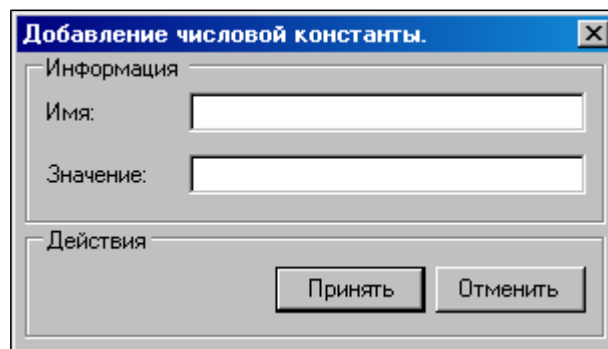 Добавление числовой константы.
Информация
Имя:
Значение:
Действия
Принять Отменить